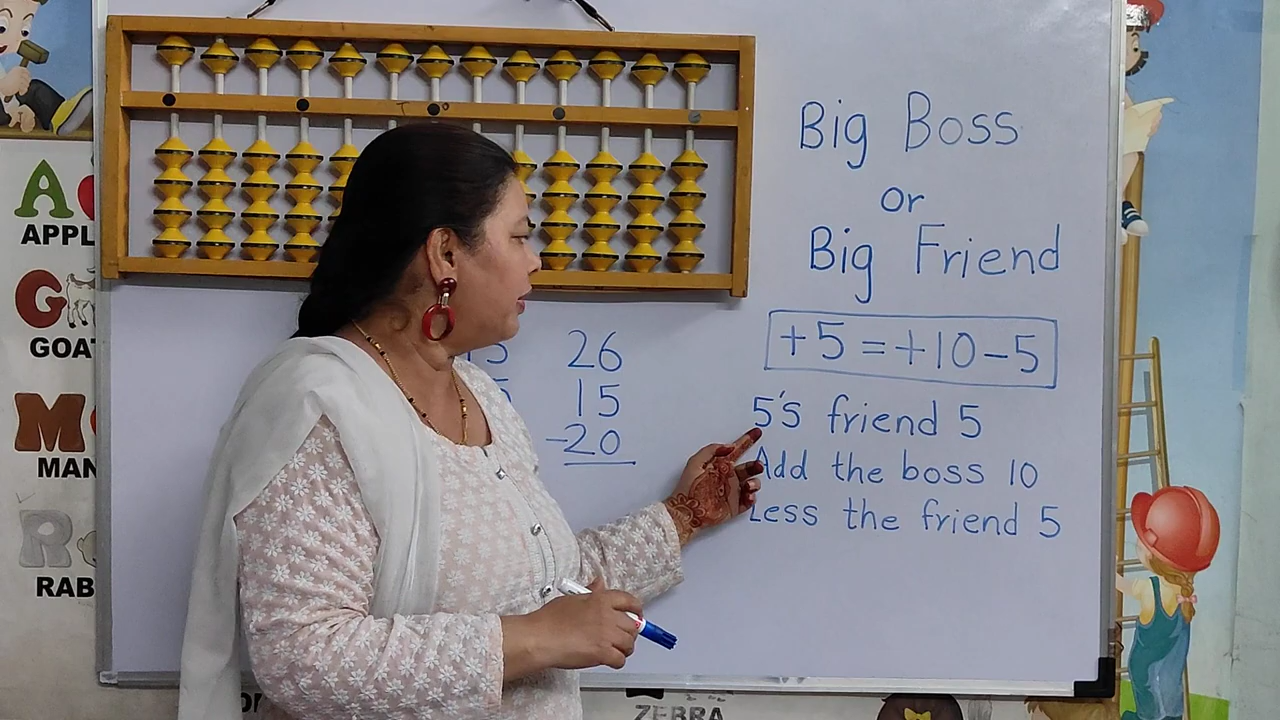 Big Boss
or
Big Friend
+5=+10-5
5's friend 5
Add the boss 10
Less the friend 5
26
15
-20
A
APPL
G
GOAT
M
MAN
R
RAB
ZEBRA